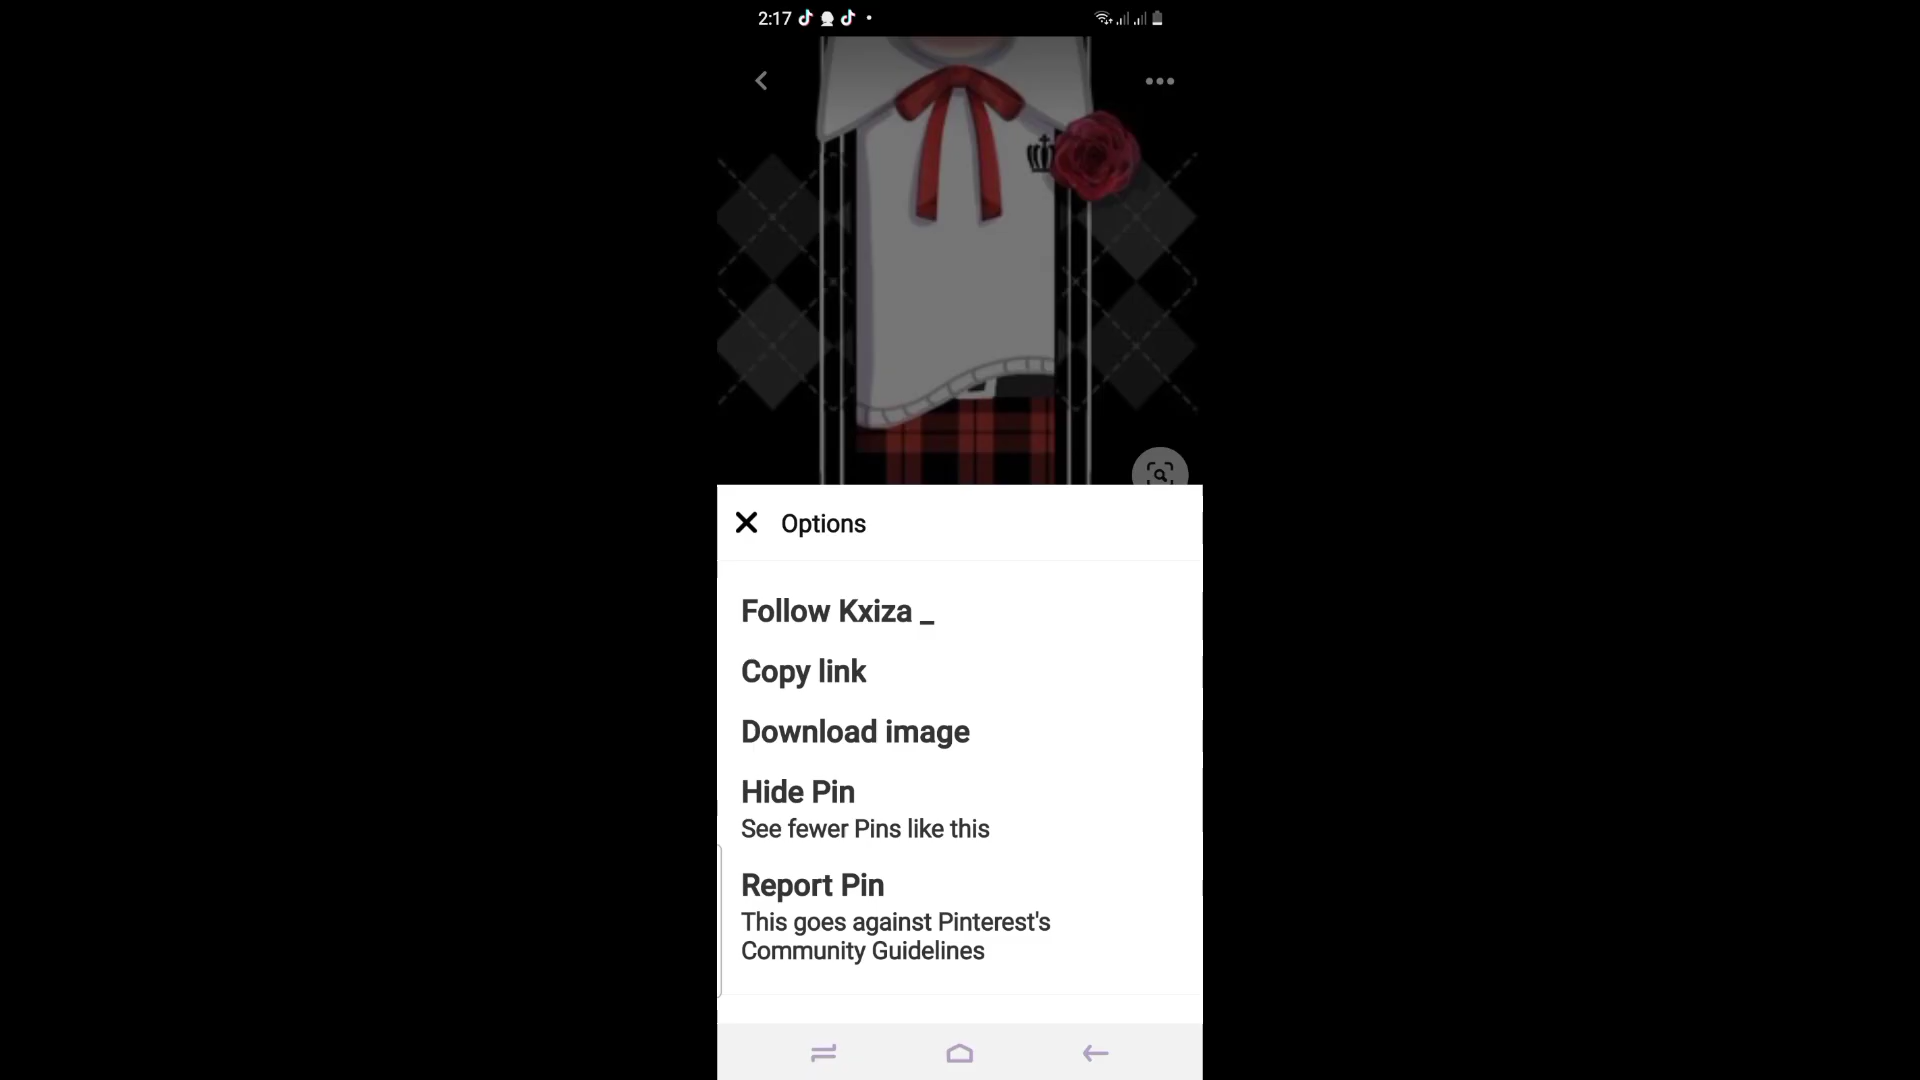 2:17
Options
Follow Kxiza _
Copy link
Download image
Hide Pin
See fewer Pins like this
Report Pin
This goes against Pinterest's
Community Guidelines